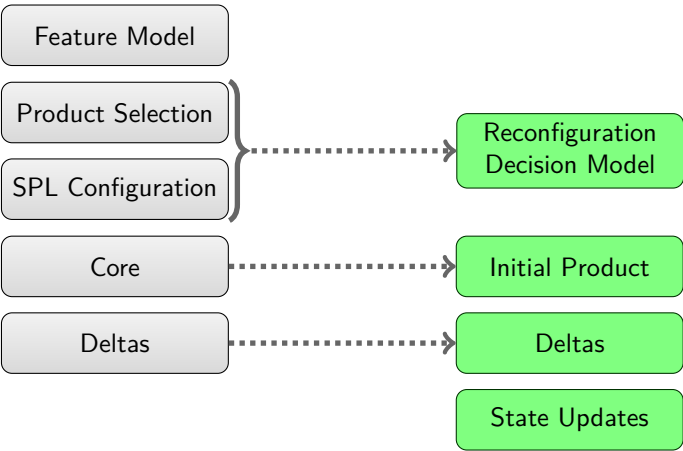 Feature Model
Product Selection
SPL Configuration
Core
Deltas
Reconfiguration
Decision Model
Initial Product
Deltas
State Updates